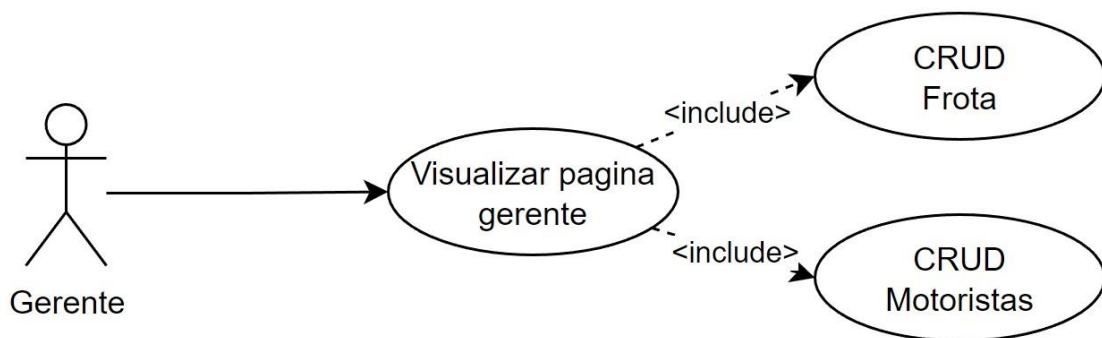 CRUD
Frota
<include>
Visualizar pagina
gerente
<include>
CRUD
Motoristas
Gerente